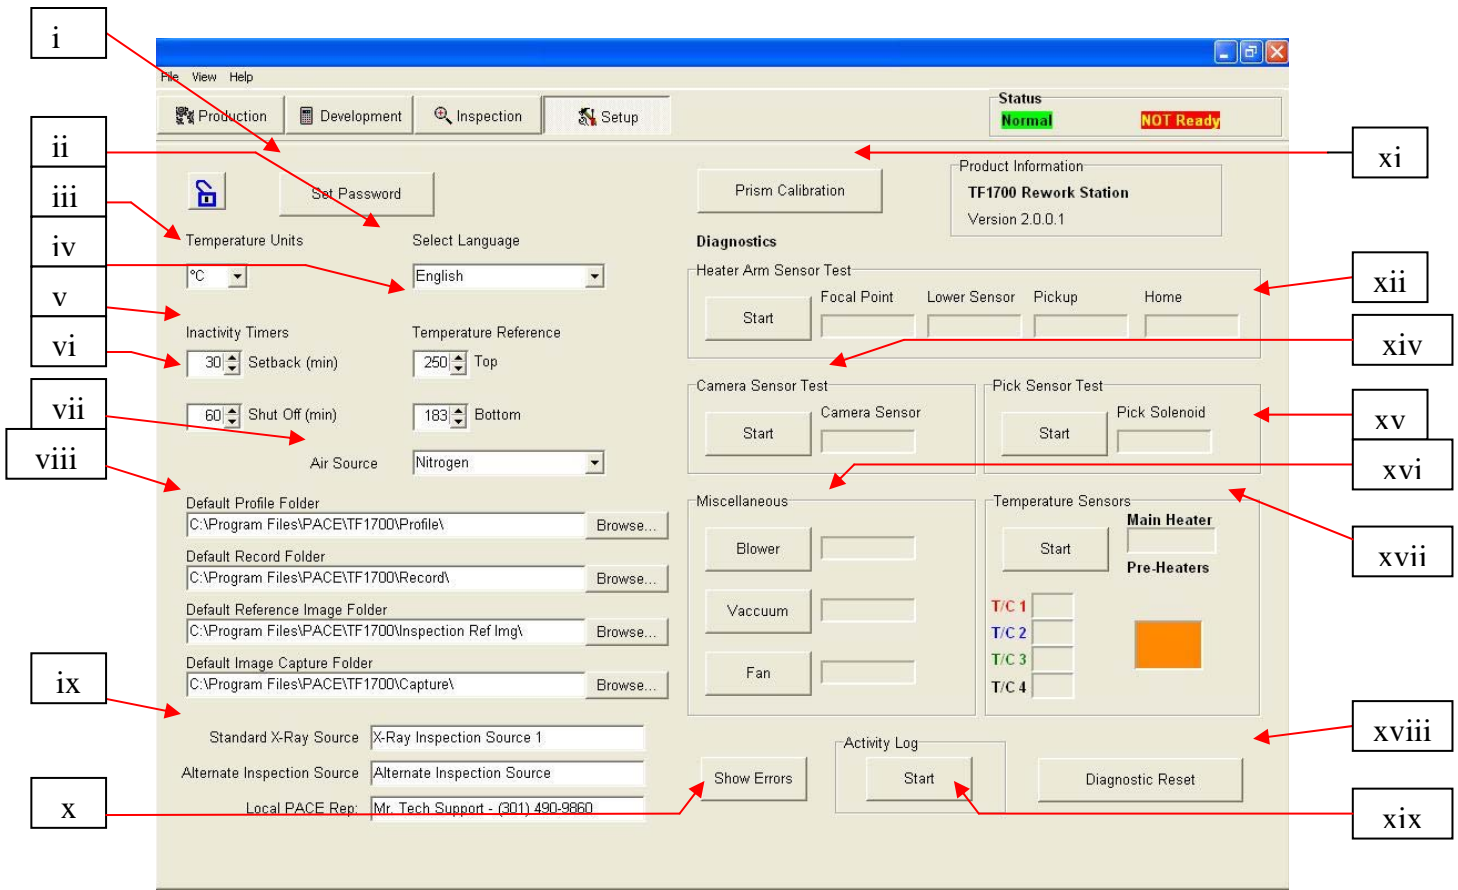 i
File View Help
Production Development Inspection Setup
Status
Normal NOT Ready
ii
xi
iii
Set Password
Prism Calibration
Product Information
TF1700 Rework Station
Version 2.0.0.1
iv
Temperature Units Select Language
°C English
Diagnostics
Heater Arm Sensor Test
Start Focal Point Lower Sensor Pickup Home
xii
v
Inactivity Timers Temperature Reference
vi
30 Setback (min) 250 Top
xiv
60 Shut Off (min) 183 Bottom
vii
Camera Sensor Test
Start Camera Sensor
Pick Sensor Test
Start Pick Solenoid
xv
Air Source Nitrogen
viii
xvi
Default Profile Folder
C:\Program Files\PACE\TF1700\Profile\ Browse...
Default Record Folder
C:\Program Files\PACE\TF1700\Record\ Browse...
Default Reference Image Folder
C:\Program Files\PACE\TF1700\Inspection Ref Img\ Browse...
Default Image Capture Folder
C:\Program Files\PACE\TF1700\Capture\ Browse...
Miscellaneous
Blower
Vaccuum
Fan
Temperature Sensors
Start Main Heater
Pre-Heaters
T/C 1
T/C 2
T/C 3
T/C 4
xvii
ix
Standard X-Ray Source X-Ray Inspection Source 1
Alternate Inspection Source Alternate Inspection Source
Local PACE Rep: Mr. Tech Support - (301) 490-9860
x
Show Errors
Activity Log
Start
Diagnostic Reset
xviii
xix